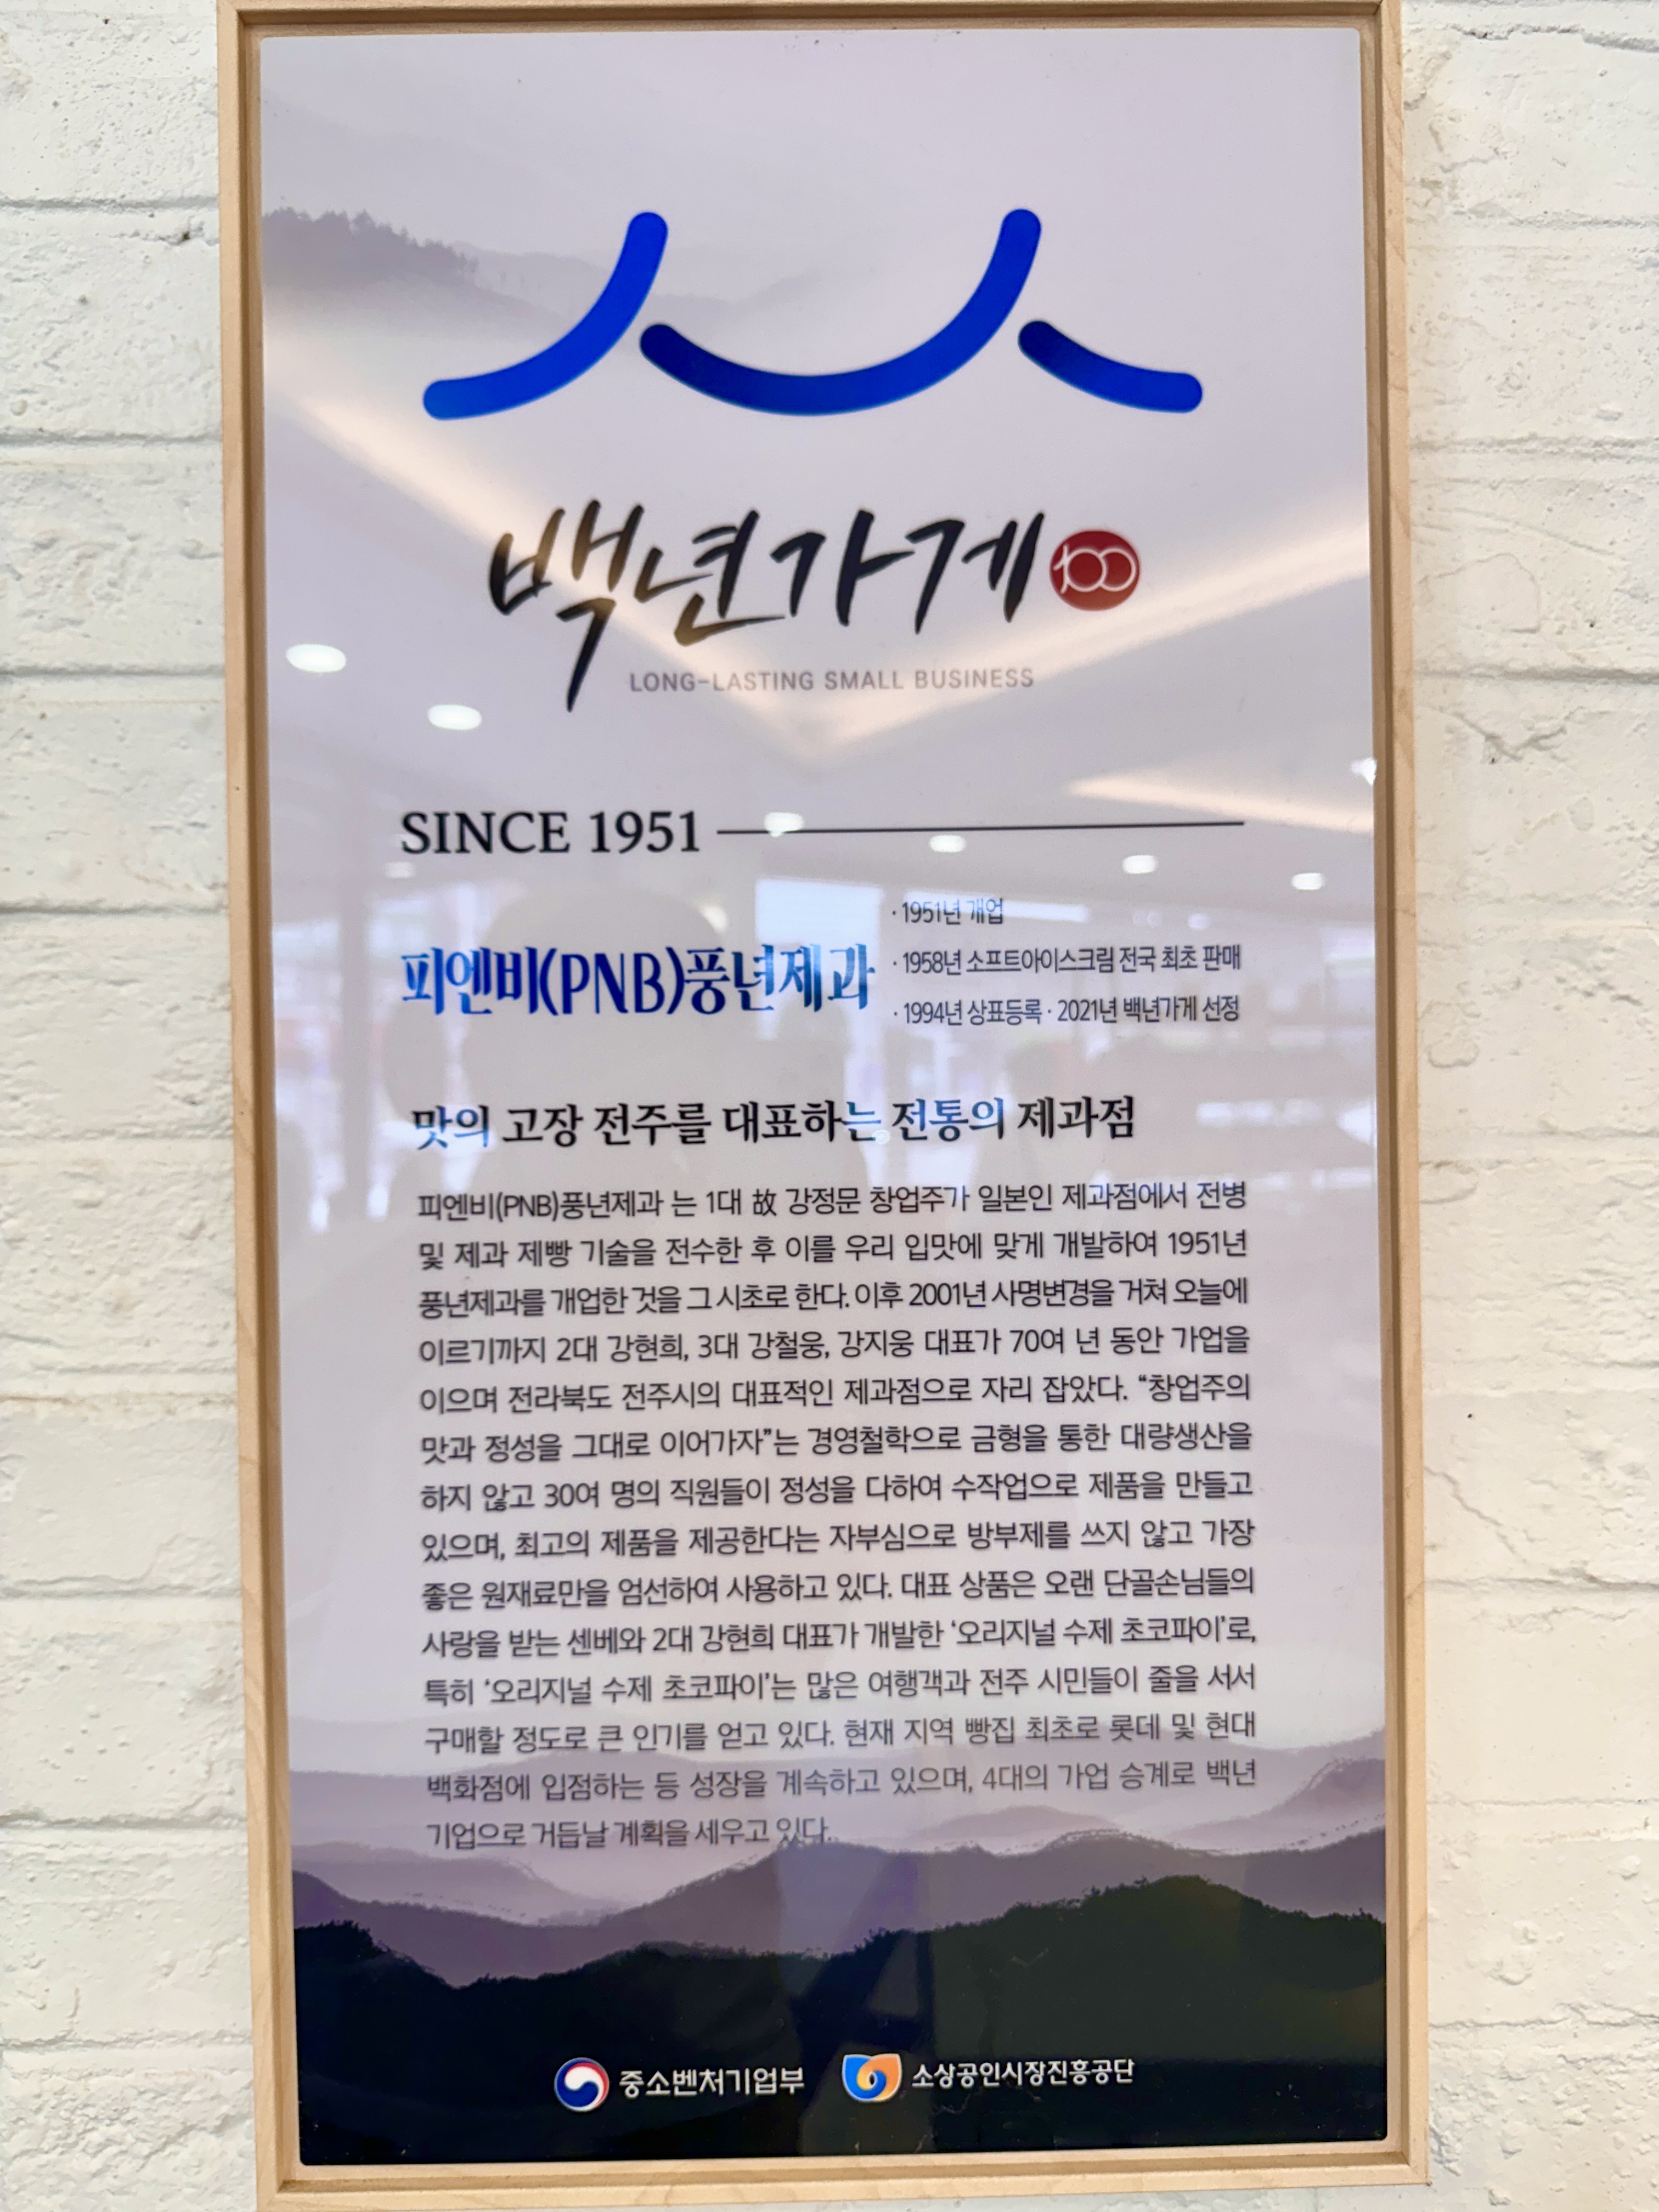 백년가게 100
LONG-LASTING SMALL BUSINESS
SINCE 1951
피엔비(PNB)풍년제과
· 1951년 개업
· 1958년 소프트아이스크림 전국 최초 판매
· 1994년 상표등록 · 2021년 백년가게 선정
맛의 고장 전주를 대표하는 전통의 제과점
피엔비(PNB)풍년제과 는 1대 故 강정문 창업주가 일본인 제과점에서 전병
및 제과 제빵 기술을 전수한 후 이를 우리 입맛에 맞게 개발하여 1951년
풍년제과를 개업한 것을 그 시초로 한다. 이후 2001년 사명변경을 거쳐 오늘에
이르기까지 2대 강현희, 3대 강철웅, 강지웅 대표가 70여 년 동안 가업을
이으며 전라북도 전주시의 대표적인 제과점으로 자리 잡았다. “창업주의
맛과 정성을 그대로 이어가자”는 경영철학으로 금형을 통한 대량생산을
하지 않고 30여 명의 직원들이 정성을 다하여 수작업으로 제품을 만들고
있으며, 최고의 제품을 제공한다는 자부심으로 방부제를 쓰지 않고 가장
좋은 원재료만을 엄선하여 사용하고 있다. 대표 상품은 오랜 단골손님들의
사랑을 받는 센베와 2대 강현희 대표가 개발한 ‘오리지널 수제 초코파이’로,
특히 ‘오리지널 수제 초코파이’는 많은 여행객과 전주 시민들이 줄을 서서
구매할 정도로 큰 인기를 얻고 있다. 현재 지역 빵집 최초로 롯데 및 현대
백화점에 입점하는 등 성장을 계속하고 있으며, 4대의 가업 승계로 백년
기업으로 거듭날 계획을 세우고 있다.
중소벤처기업부 소상공인시장진흥공단